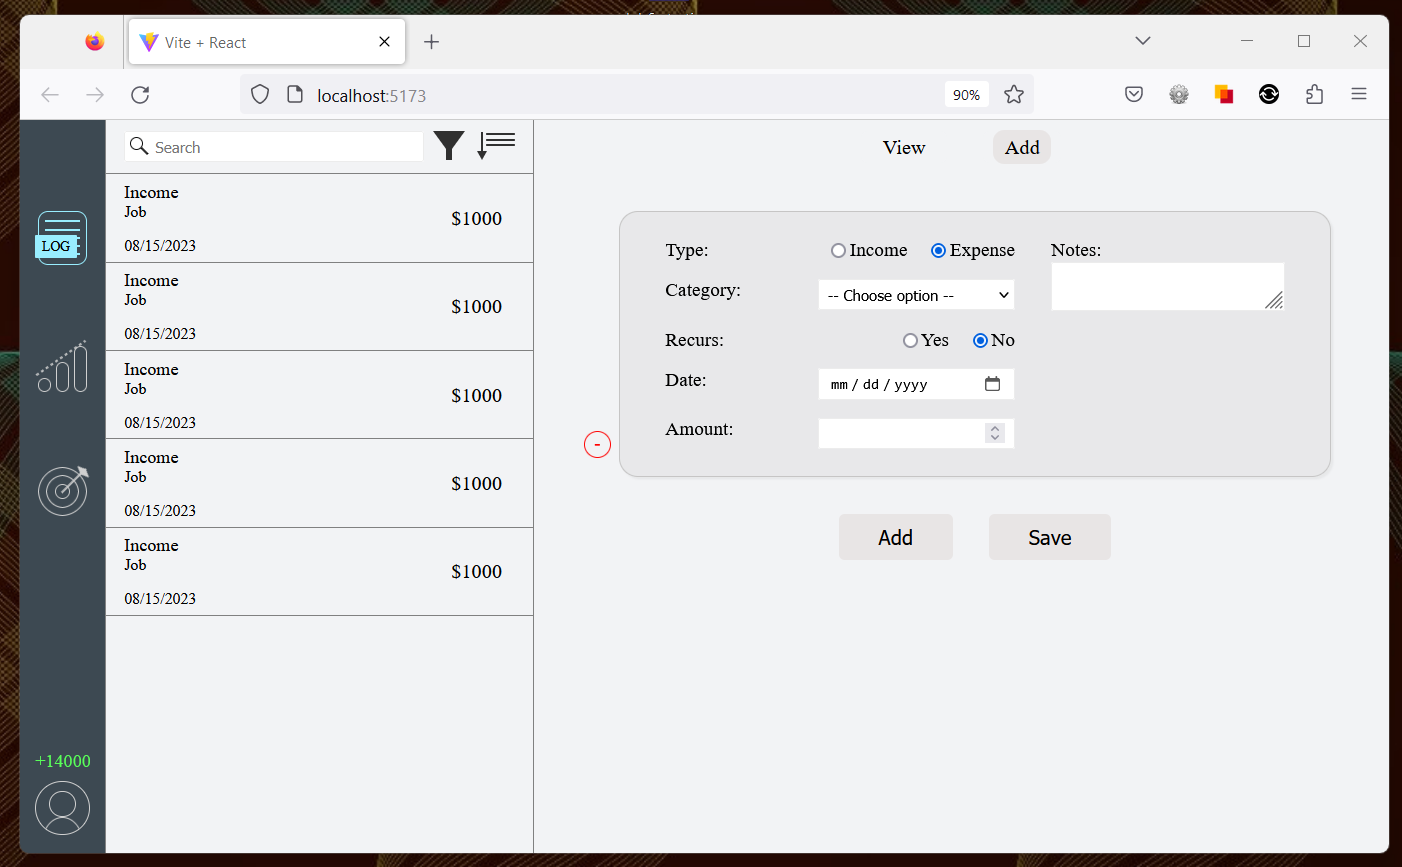 Vite + React
localhost:5173
90%
Search
View
Add
Income
Job
$1000
08/15/2023
Income
Job
$1000
08/15/2023
Income
Job
$1000
08/15/2023
Income
Job
$1000
08/15/2023
Income
Job
$1000
08/15/2023
LOG
+14000
Type:
Income
Expense
Notes:
Category:
-- Choose option --
Recurs:
Yes
No
Date:
mm / dd / yyyy
Amount:
-
Add
Save